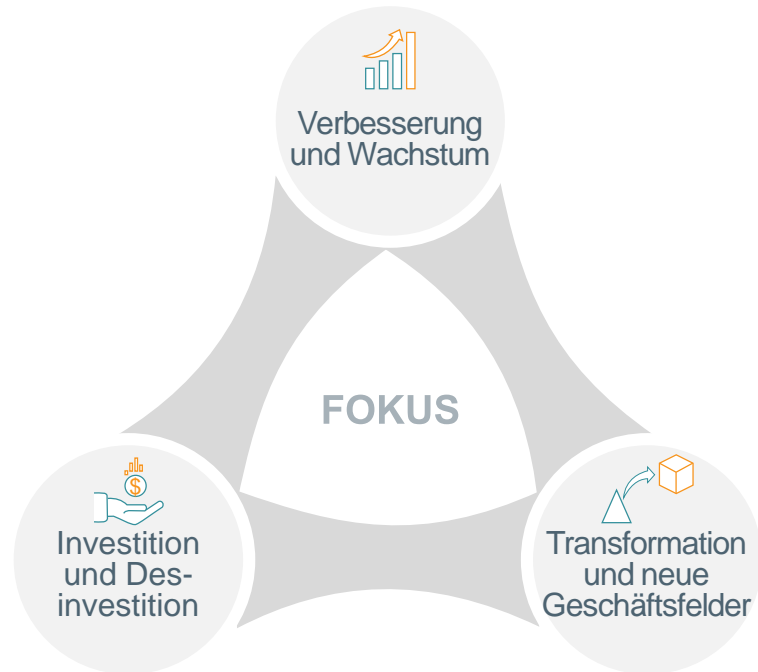 Verbesserung
und Wachstum
FOKUS
$
Investition
und Des-
investition
Transformation
und neue
Geschäftsfelder